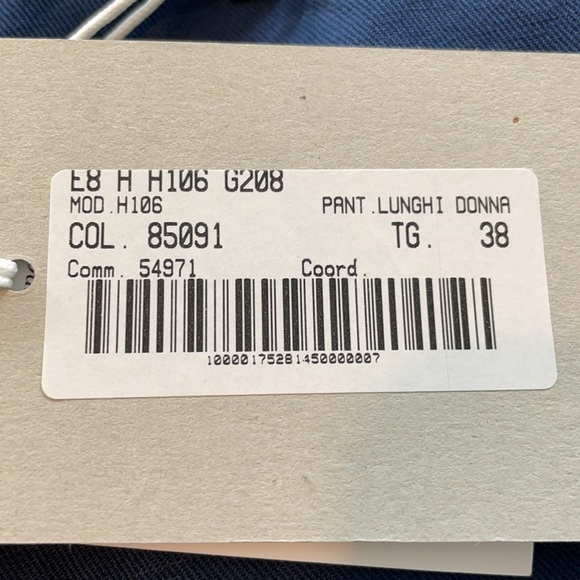 E8 H H106 G208
MOD.H106 PANT.LUNGHI DONNA
COL. 85091 TG. 38
Comm. 54971 Coord.
10000175281450000007